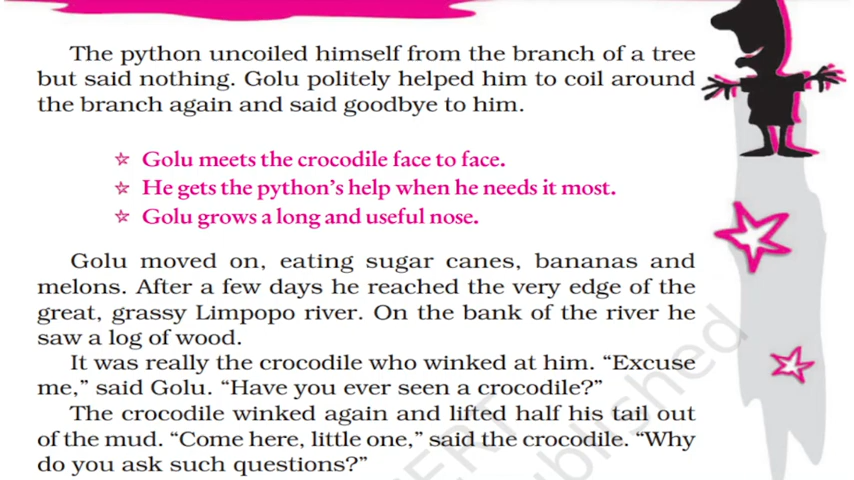 The python uncoiled himself from the branch of a tree
but said nothing. Golu politely helped him to coil around
the branch again and said goodbye to him.
☆ Golu meets the crocodile face to face.
☆ He gets the python’s help when he needs it most.
☆ Golu grows a long and useful nose.
Golu moved on, eating sugar canes, bananas and
melons. After a few days he reached the very edge of the
great, grassy Limpopo river. On the bank of the river he
saw a log of wood.
It was really the crocodile who winked at him. “Excuse
me,” said Golu. “Have you ever seen a crocodile?”
The crocodile winked again and lifted half his tail out
of the mud. “Come here, little one,” said the crocodile. “Why
do you ask such questions?”